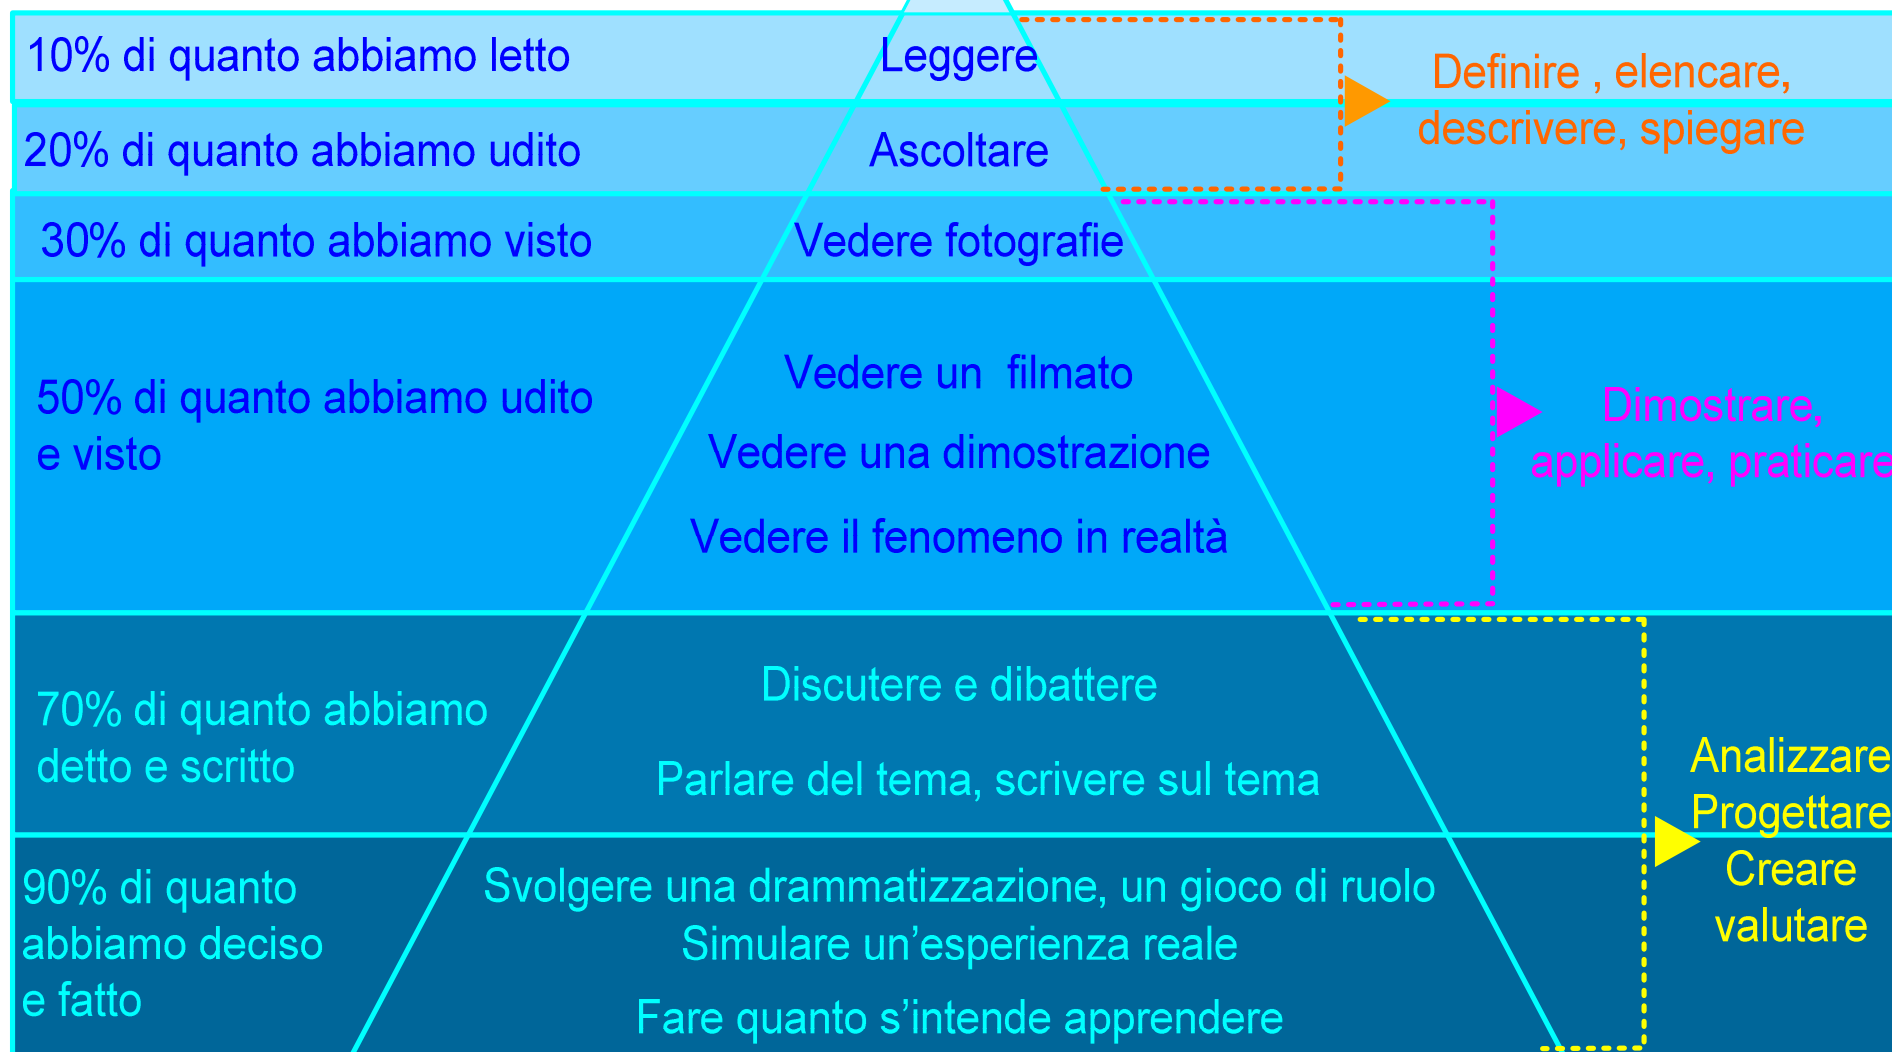 10% di quanto abbiamo letto
Leggere
Definire , elencare,
descrivere, spiegare
20% di quanto abbiamo udito
Ascoltare
30% di quanto abbiamo visto
Vedere fotografie
50% di quanto abbiamo udito
e visto
Vedere un filmato
Vedere una dimostrazione
Vedere il fenomeno in realtà
Dimostrare,
applicare, praticare
70% di quanto abbiamo
detto e scritto
Discutere e dibattere
Parlare del tema, scrivere sul tema
90% di quanto
abbiamo deciso
e fatto
Svolgere una drammatizzazione, un gioco di ruolo
Simulare un’esperienza reale
Fare quanto s’intende apprendere
Analizzare
Progettare
Creare
valutare